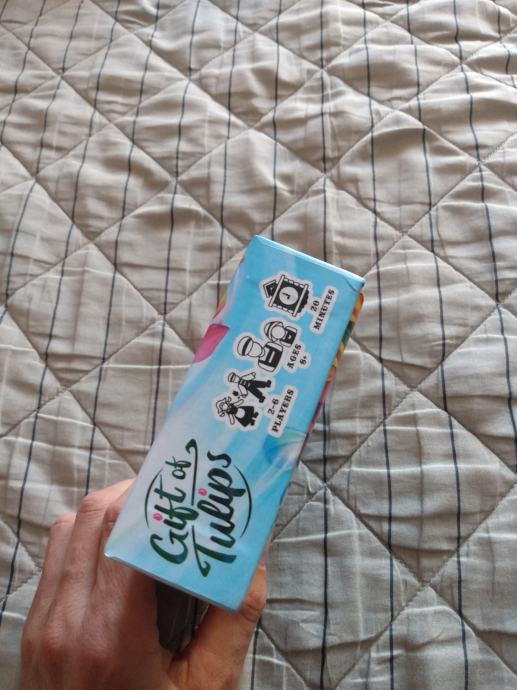 Gift of
Tulips
2-6
PLAYERS
AGES
8+
20
MINUTES